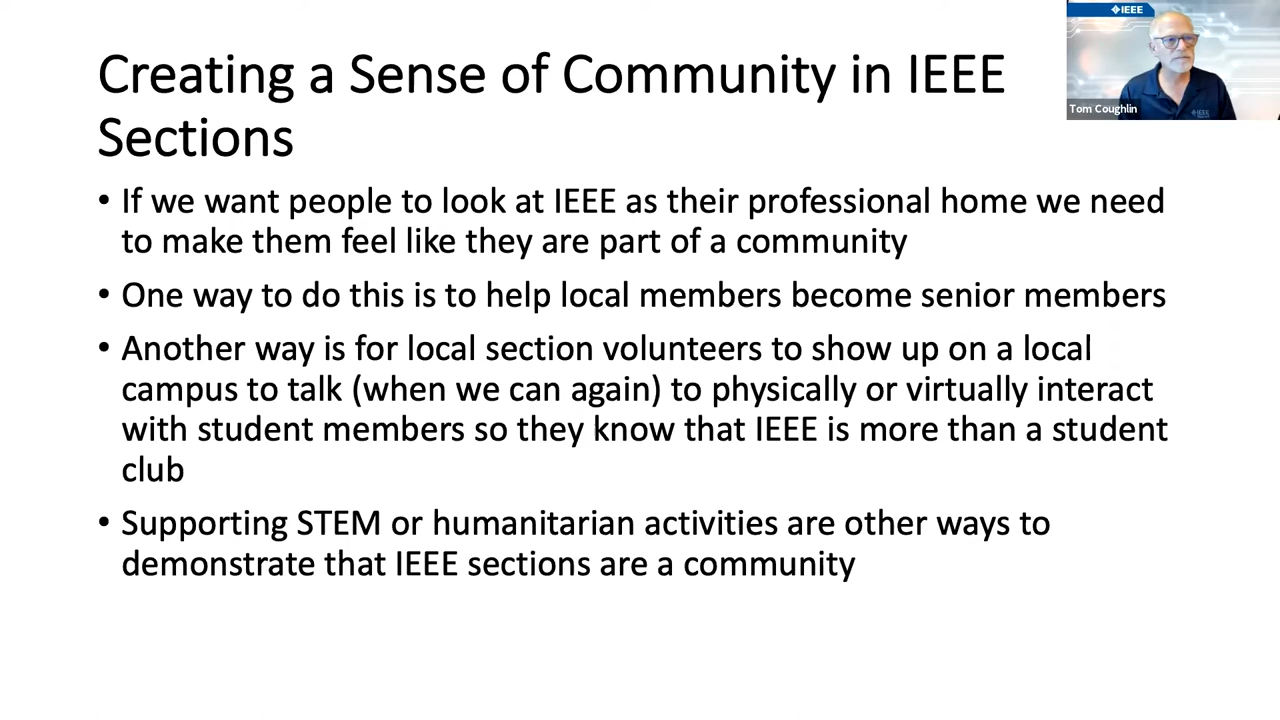 Creating a Sense of Community in IEEE
Sections
• If we want people to look at IEEE as their professional home we need
to make them feel like they are part of a community
• One way to do this is to help local members become senior members
• Another way is for local section volunteers to show up on a local
campus to talk (when we can again) to physically or virtually interact
with student members so they know that IEEE is more than a student
club
• Supporting STEM or humanitarian activities are other ways to
demonstrate that IEEE sections are a community
IEEE
IEEE
Tom Coughlin